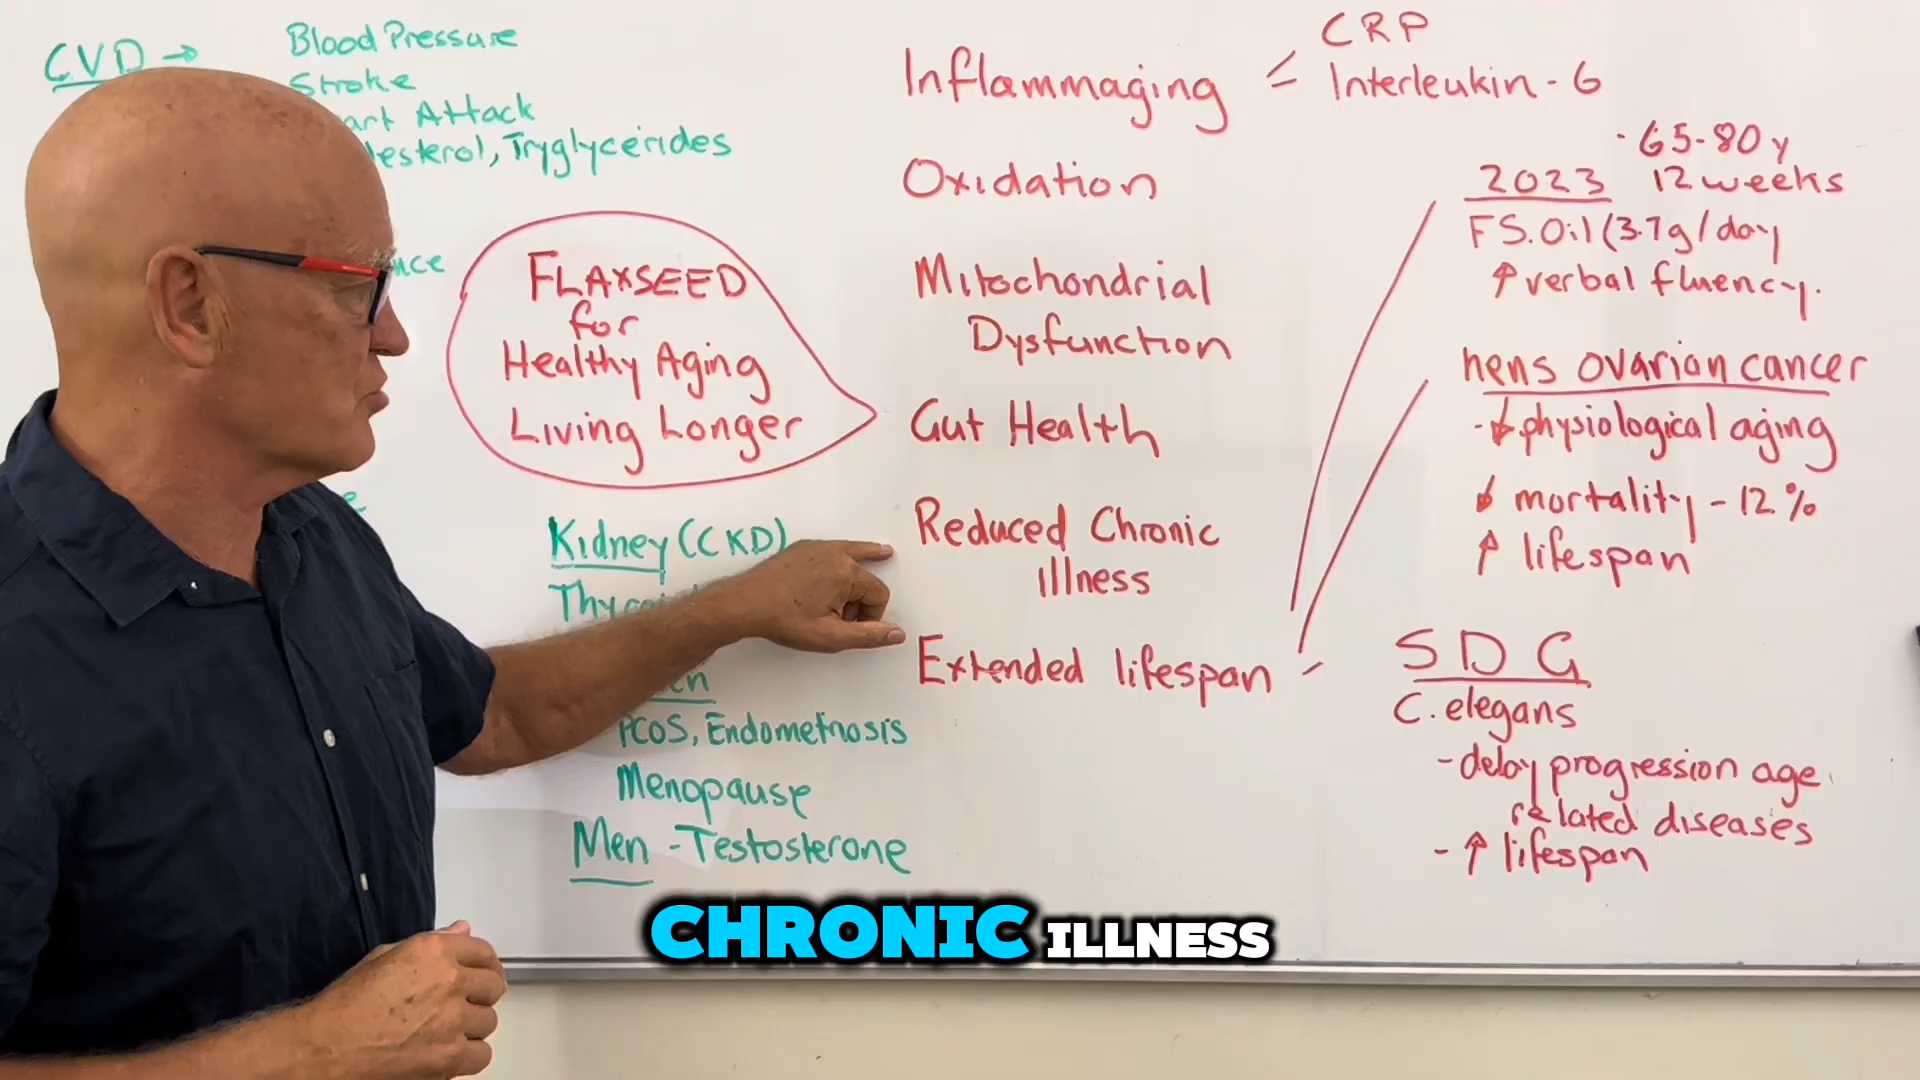 CVD →
Blood Pressure
Stroke
art Attack
lesterol, Tryglycerides
nce
FLAXSEED
for
Healthy Aging
Living Longer
Kidney (CKD)
PCOS, Endometriosis
Menopause
Men - Testosterone
Inflammaging
CRP
Interleukin - 6
Oxidation
Mitochondrial
Dysfunction
Gut Health
Reduced Chronic
Illness
Extended lifespan
- 65-80 y
2023 12 weeks
FS.Oil (3.7g/day
↑ verbal fluency.
hens ovarian cancer
- ↓ physiological aging
↓ mortality - 12%
↑ lifespan
SDG
C. elegans
- delay progression age
related diseases
- ↑ lifespan
CHRONIC ILLNESS